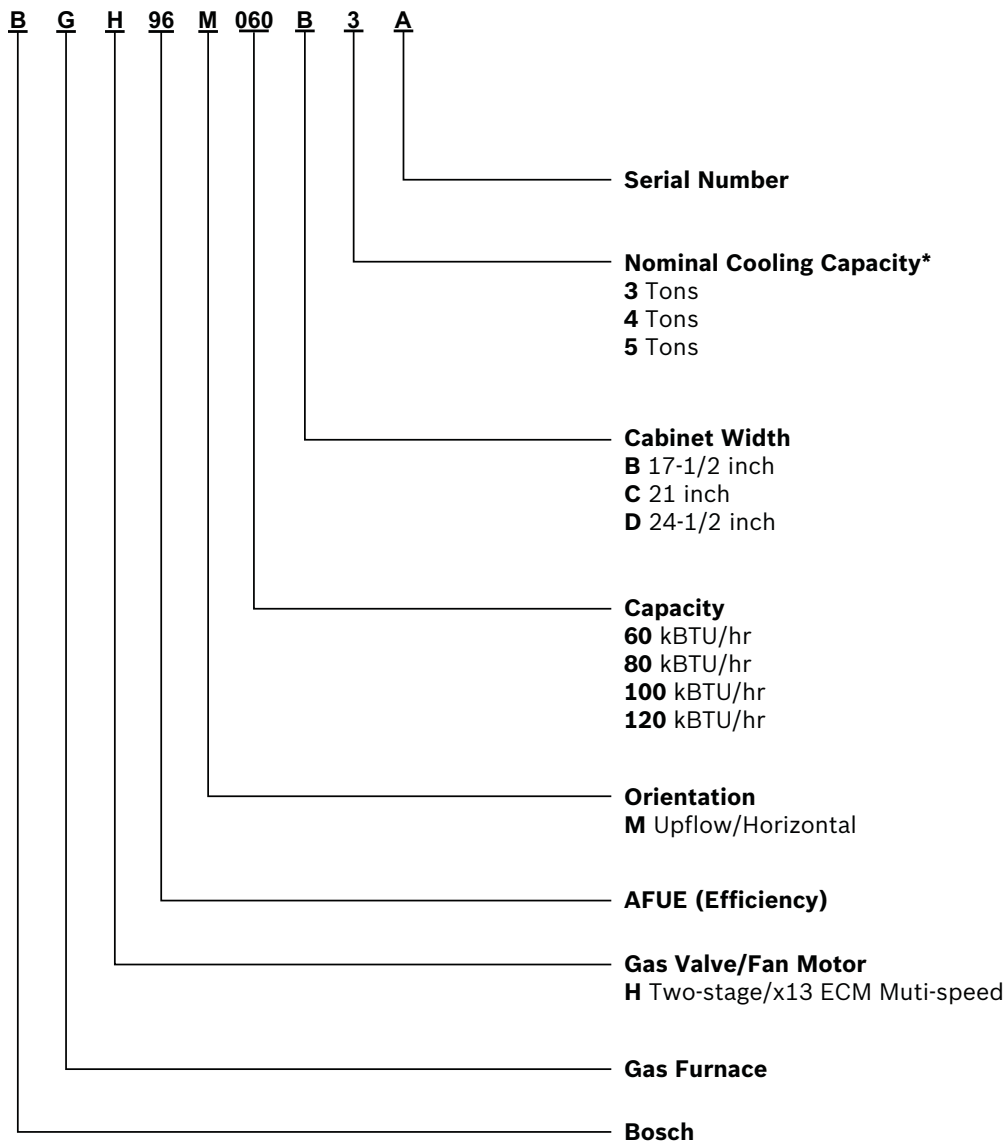 B G H 96 M 060 B 3 A
Serial Number
Nominal Cooling Capacity*
3 Tons
4 Tons
5 Tons
Cabinet Width
B 17-1/2 inch
C 21 inch
D 24-1/2 inch
Capacity
60 kBTU/hr
80 kBTU/hr
100 kBTU/hr
120 kBTU/hr
Orientation
M Upflow/Horizontal
AFUE (Efficiency)
Gas Valve/Fan Motor
H Two-stage/x13 ECM Muti-speed
Gas Furnace
Bosch